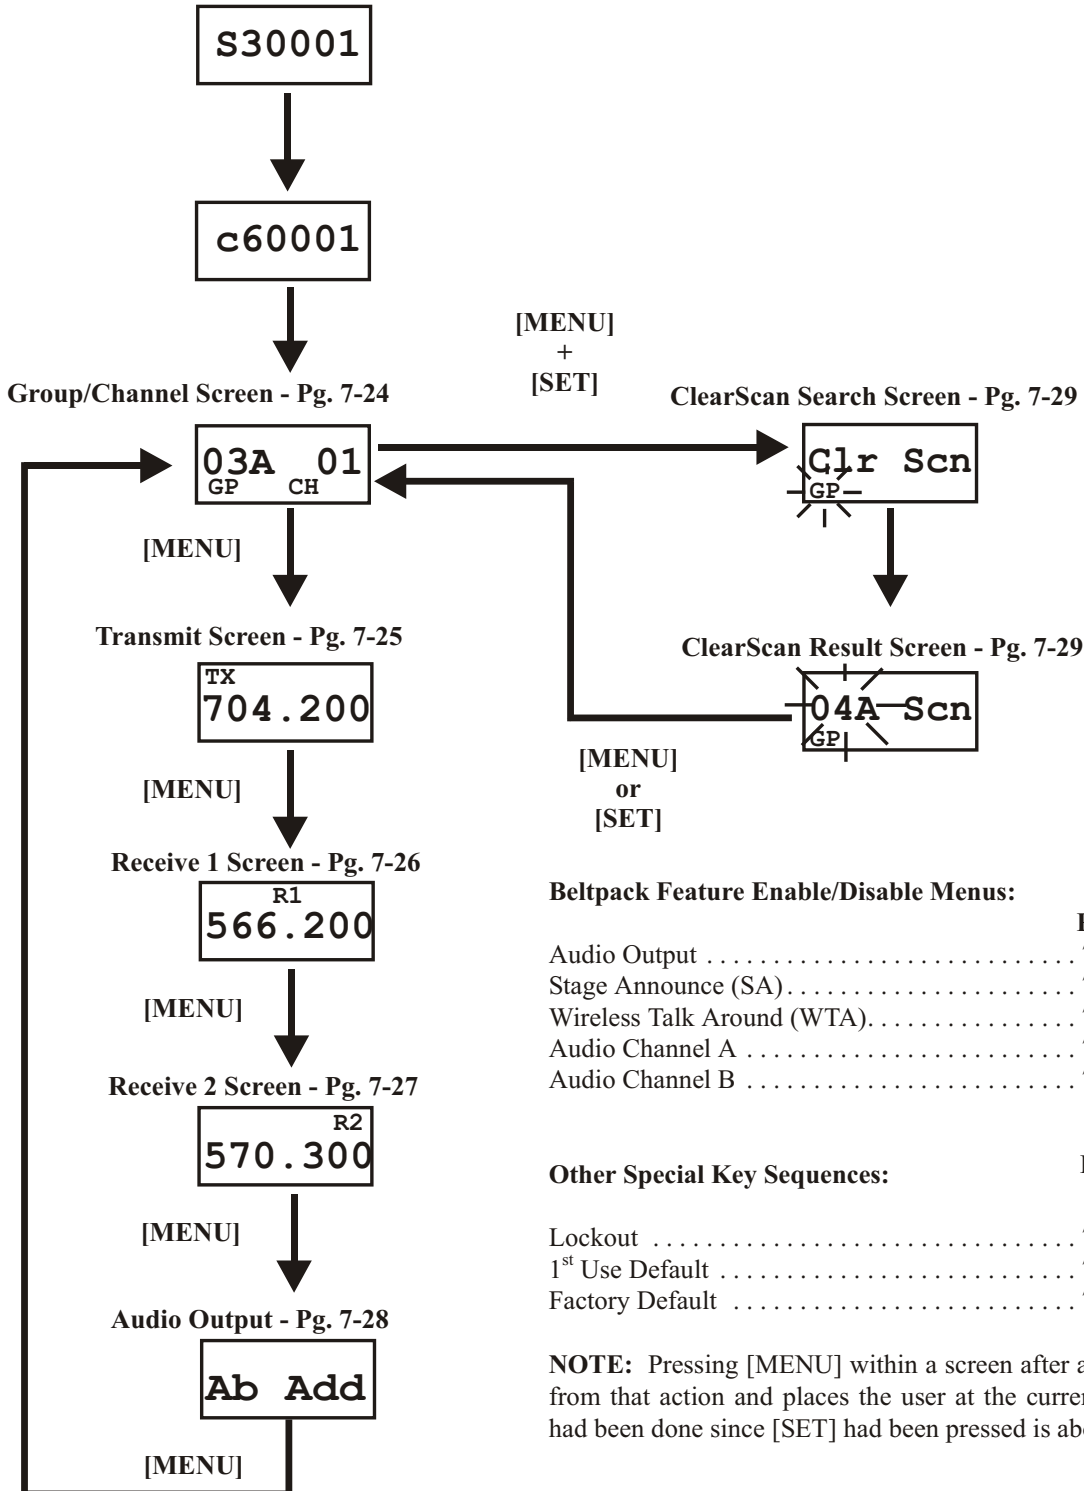 S30001
c60001
[MENU]
+
[SET]
Group/Channel Screen - Pg. 7-24
ClearScan Search Screen - Pg. 7-29
03A 01
GP CH
Clr Scn
GP
[MENU]
Transmit Screen - Pg. 7-25
ClearScan Result Screen - Pg. 7-29
TX
704.200
04A Scn
GP
[MENU]
[MENU]
or
[SET]
Receive 1 Screen - Pg. 7-26
R1
566.200
[MENU]
Receive 2 Screen - Pg. 7-27
R2
570.300
[MENU]
Audio Output - Pg. 7-28
Ab Add
[MENU]
Beltpack Feature Enable/Disable Menus:
Audio Output . . . . . . . . . . . . . . . . . . . . . . . . . . . .
Stage Announce (SA) . . . . . . . . . . . . . . . . . . . . . .
Wireless Talk Around (WTA). . . . . . . . . . . . . . . .
Audio Channel A . . . . . . . . . . . . . . . . . . . . . . . . .
Audio Channel B . . . . . . . . . . . . . . . . . . . . . . . . .
Other Special Key Sequences:
Lockout . . . . . . . . . . . . . . . . . . . . . . . . . . . . . . . .
1st Use Default . . . . . . . . . . . . . . . . . . . . . . . . . . .
Factory Default . . . . . . . . . . . . . . . . . . . . . . . . . .
NOTE: Pressing [MENU] within a screen after
from that action and places the user at the
had been done since [SET] had been pressed is